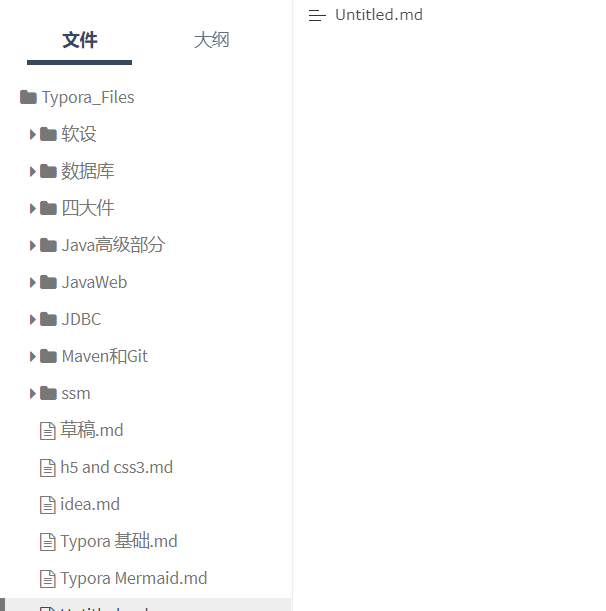 文件
大纲
Untitled.md
Typora_Files
软设
数据库
四大件
Java高级部分
JavaWeb
JDBC
Maven和Git
ssm
草稿.md
h5 and css3.md
idea.md
Typora 基础.md
Typora Mermaid.md